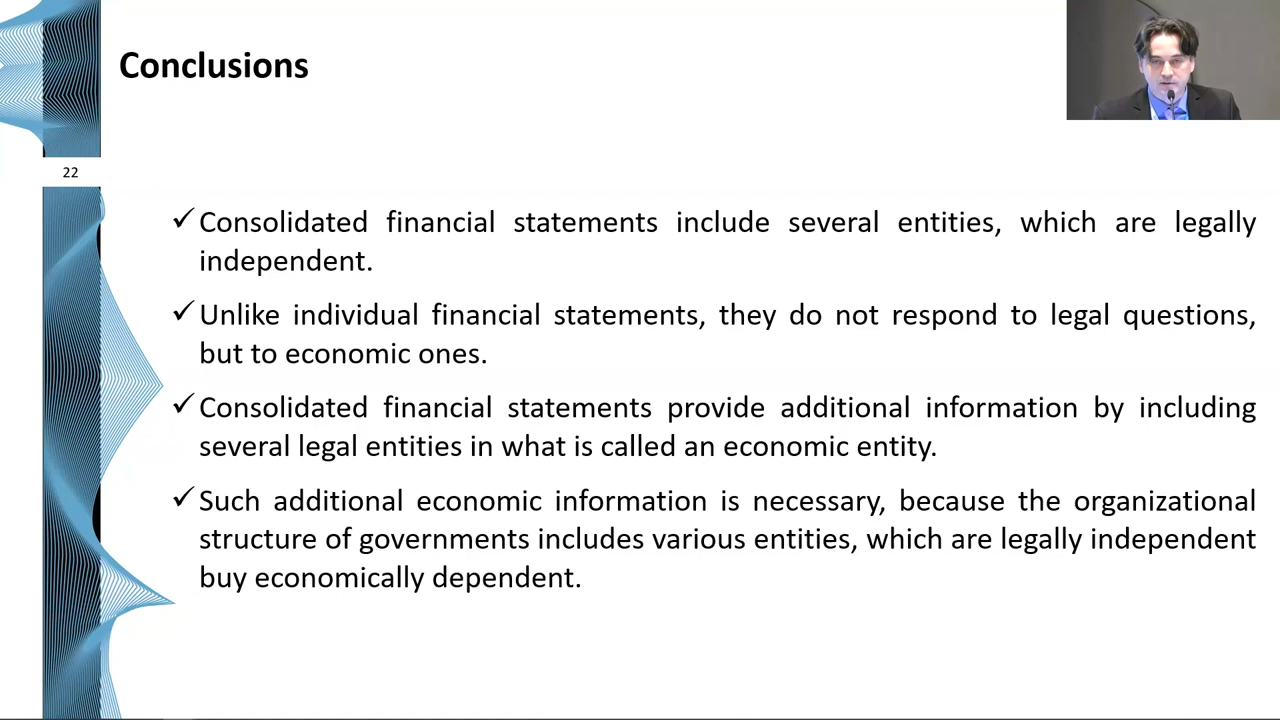 Conclusions
22
✓ Consolidated financial statements include several entities, which are legally
independent.
✓ Unlike individual financial statements, they do not respond to legal questions,
but to economic ones.
✓ Consolidated financial statements provide additional information by including
several legal entities in what is called an economic entity.
✓ Such additional economic information is necessary, because the organizational
structure of governments includes various entities, which are legally independent
buy economically dependent.